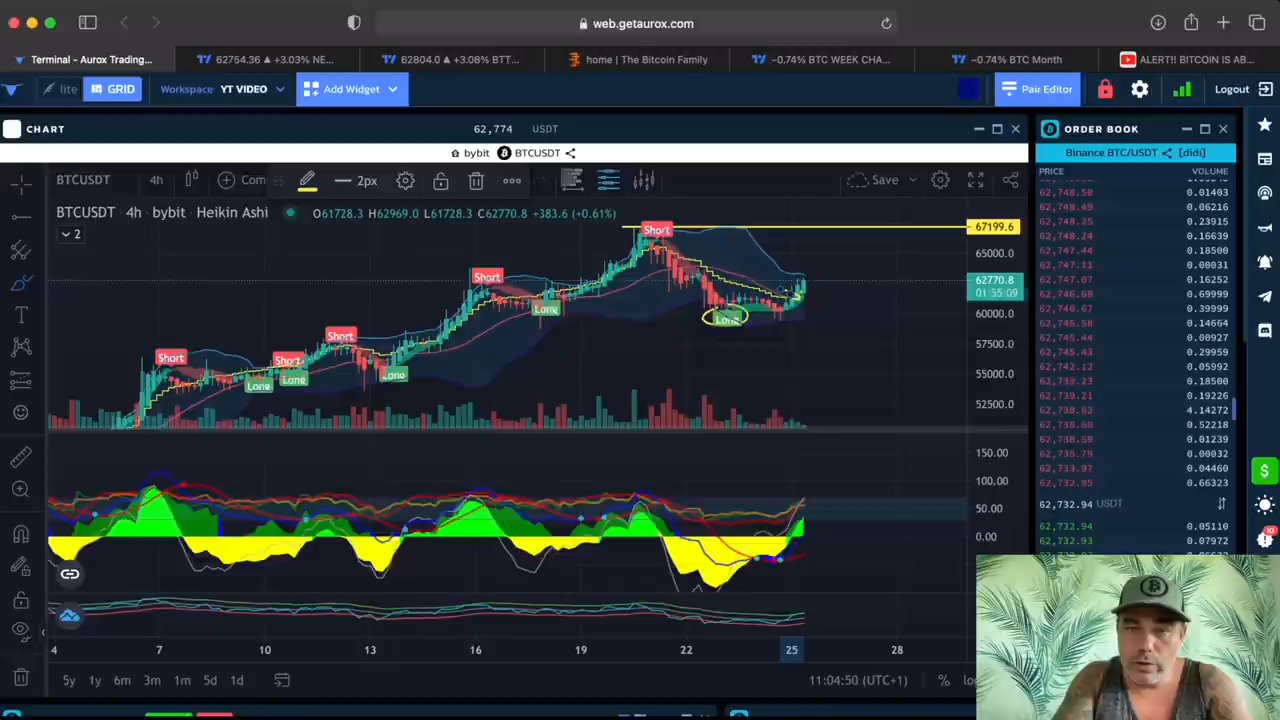 web.getaurox.com
Terminal - Aurox Trading...
62754.36 ▲ +3.03% NE...
62804.0 ▲ +3.08% BTT...
home | The Bitcoin Family
−0.74% BTC WEEK CHA...
−0.74% BTC Month
ALERT!! BITCOIN IS AB...
lite
GRID
Workspace: YT VIDEO
Add Widget
Pair Editor
Logout
CHART
62,774 USDT
ORDER BOOK
bybit BTCUSDT
Binance BTC/USDT [didi]
BTCUSDT 4h Com 2px Save
PRICE VOLUME
BTCUSDT · 4h · bybit · Heikin Ashi
O61728.3 H62969.0 L61728.3 C62770.8 +383.6 (+0.61%)
2
62,748.50 0.01403
62,748.49 0.06216
62,748.25 0.23915
62,748.24 0.16639
62,747.44 0.18500
62,747.11 0.00031
62,747.07 0.16252
62,746.68 0.69999
62,746.67 0.39999
62,745.58 0.14664
62,745.44 0.00927
62,745.43 0.29959
62,742.12 0.05992
62,739.23 0.18500
62,739.21 0.19226
62,738.62 4.14272
62,738.60 0.52218
62,738.59 0.01239
62,735.79 0.00032
62,733.97 0.04460
62,732.95 0.66323
62,732.94 USDT
62,732.94 0.05110
62,732.93 0.07972
67199.6
65000.0
62770.8
01:55:09
60000.0
57500.0
55000.0
52500.0
Short
Short
Short
Short
Short
Long
Long
Long
Long
Long
150.00
100.00
50.00
0.00
4 7 10 13 16 19 22 25 28
5y 1y 6m 3m 1m 5d 1d
11:04:50 (UTC+1)
%
10